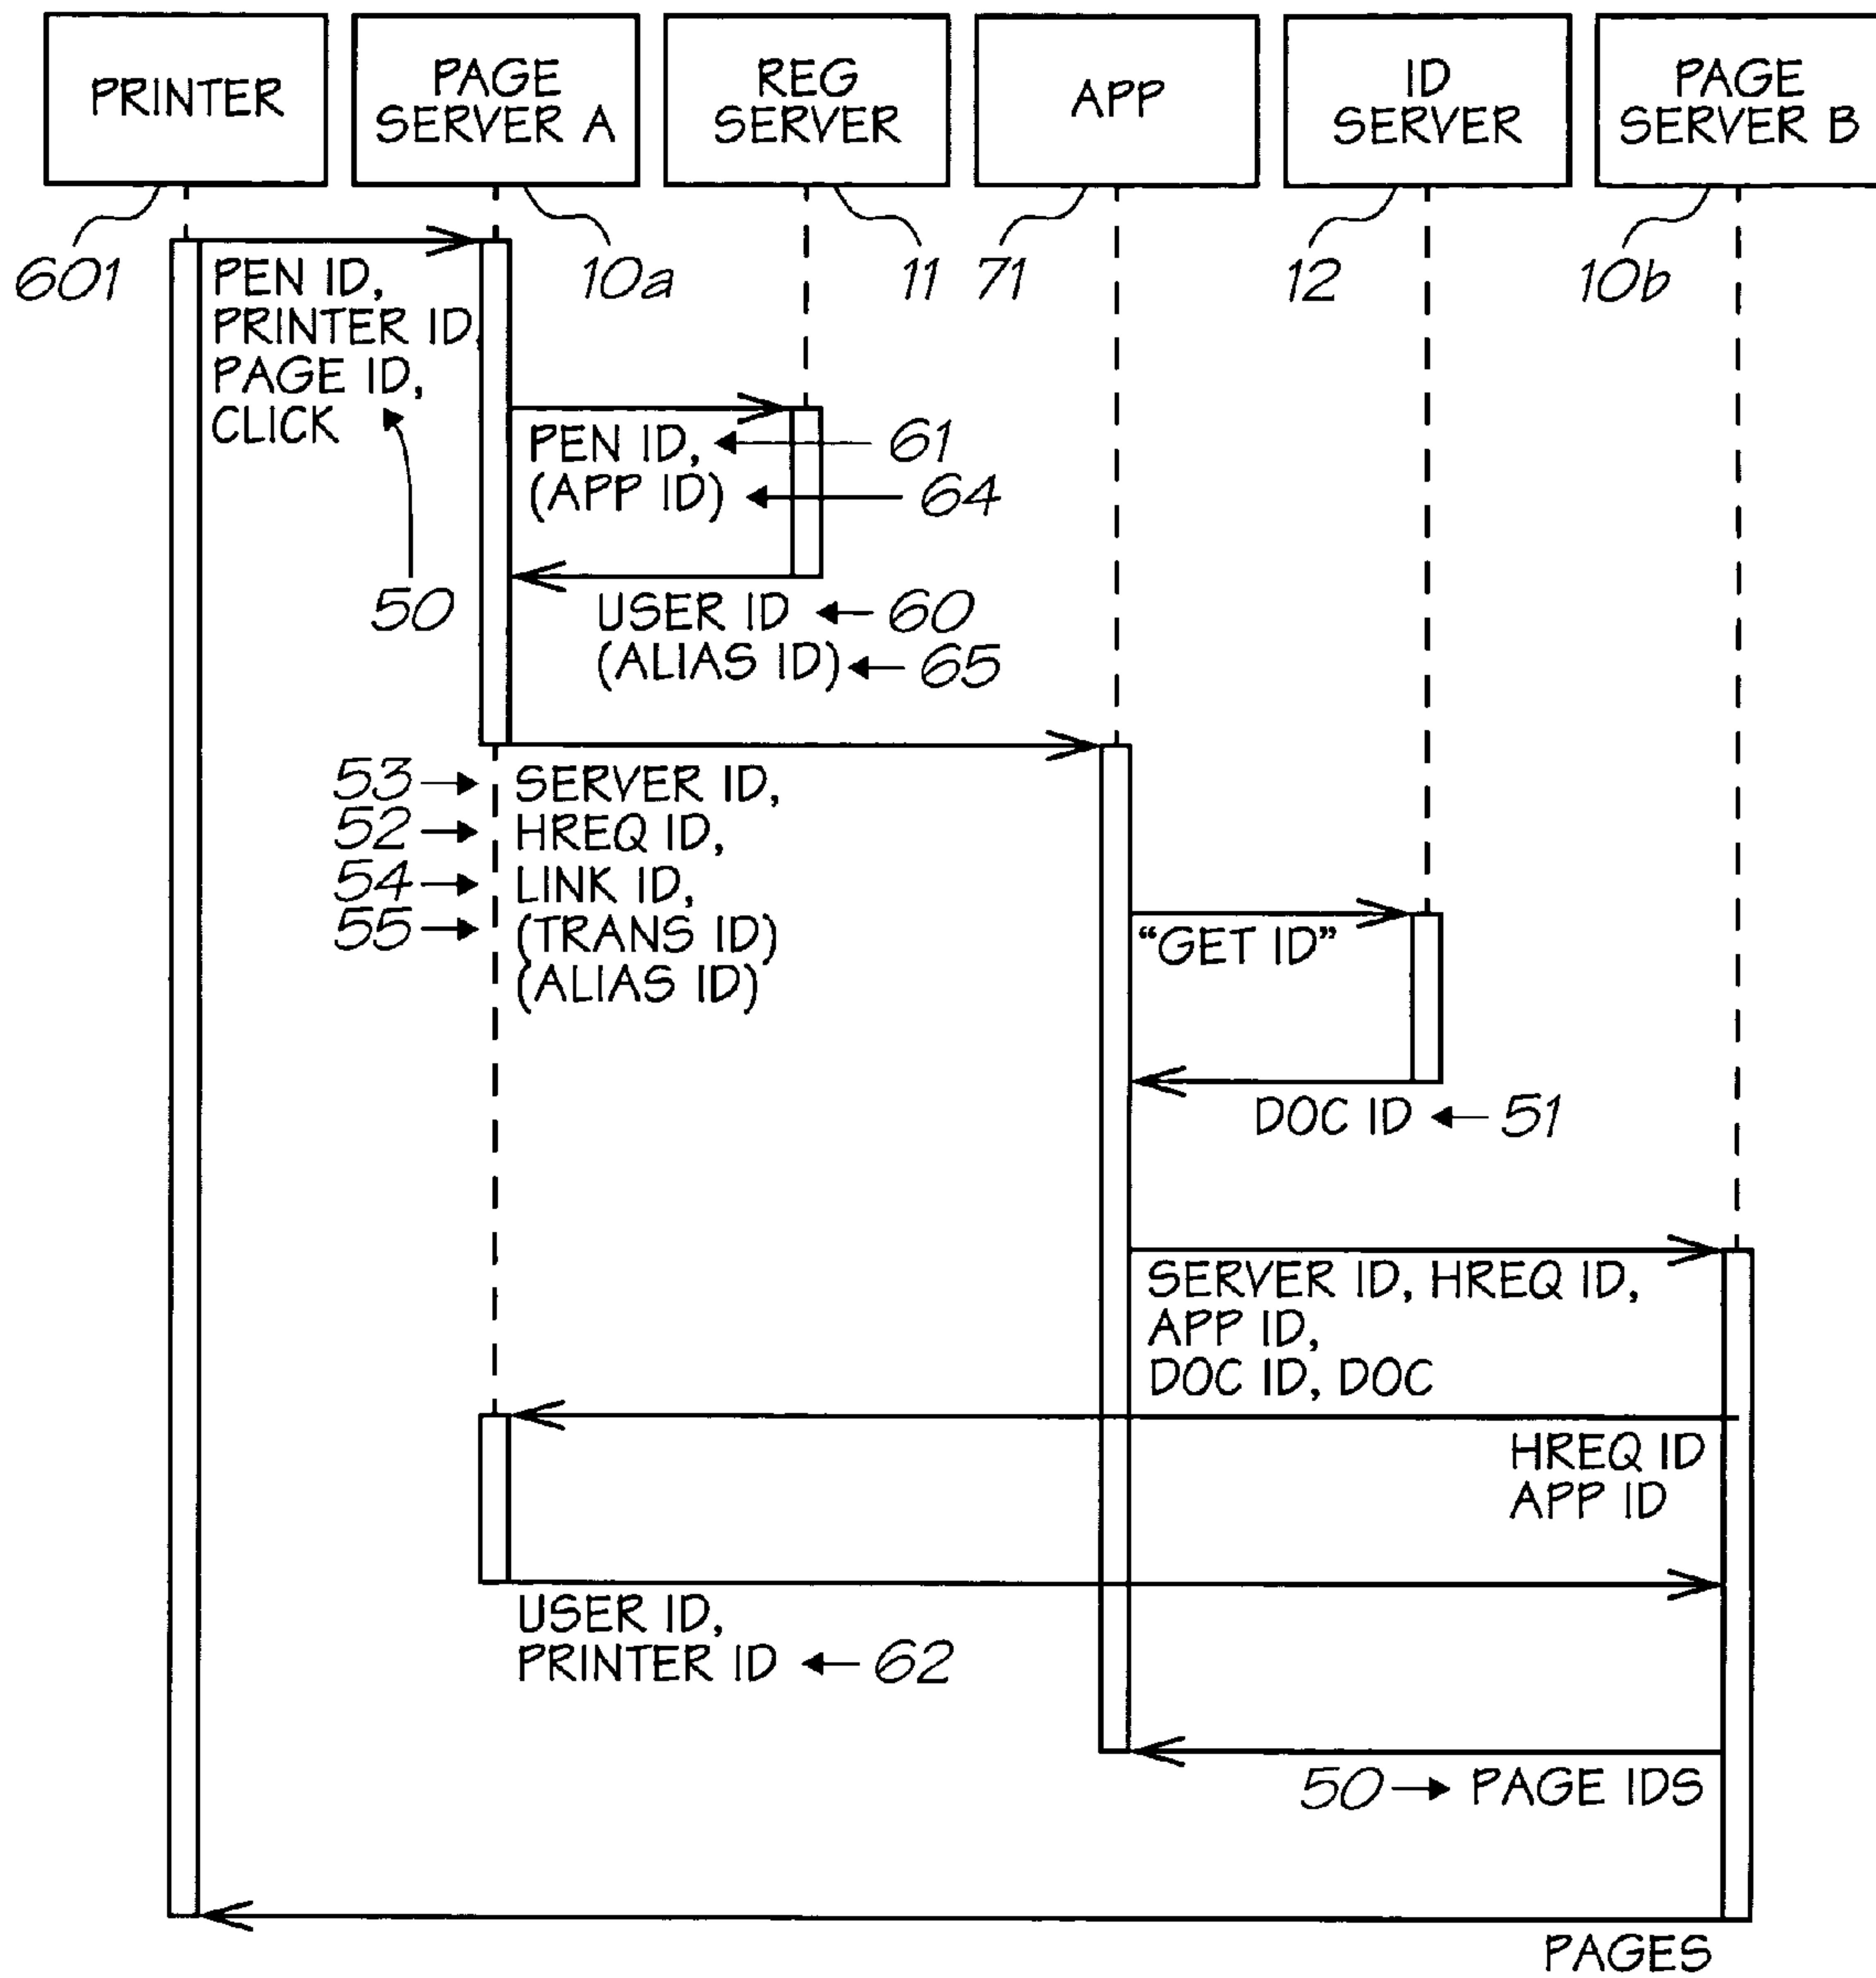 PRINTER
PAGE
SERVER A
REG
SERVER
APP
ID
SERVER
PAGE
SERVER B
601
10a
11
71
12
10b
PEN ID,
PRINTER ID,
PAGE ID,
CLICK
50
PEN ID,
61
(APP ID)
64
USER ID
60
(ALIAS ID)
65
53
SERVER ID,
52
HREQ ID,
54
LINK ID,
55
(TRANS ID)
(ALIAS ID)
“GET ID”
DOC ID
51
SERVER ID, HREQ ID,
APP ID,
DOC ID, DOC
HREQ ID
APP ID
USER ID,
PRINTER ID
62
50
PAGE IDS
PAGES